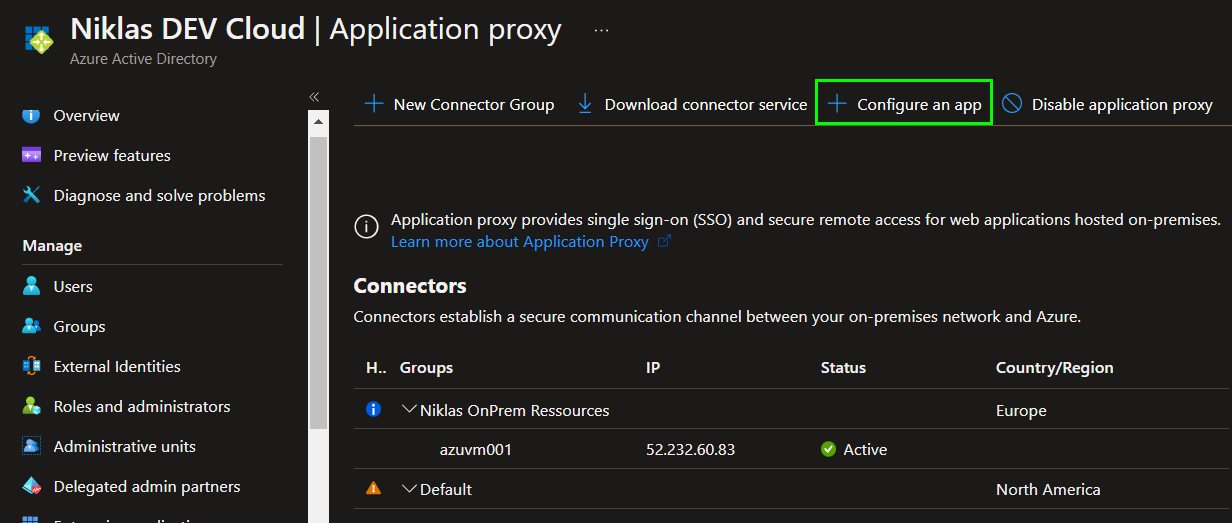 Niklas DEV Cloud | Application proxy ...
Azure Active Directory
«
Overview
Preview features
Diagnose and solve problems
Manage
Users
Groups
External Identities
Roles and administrators
Administrative units
Delegated admin partners
New Connector Group Download connector service Configure an app Disable application proxy
Application proxy provides single sign-on (SSO) and secure remote access for web applications hosted on-premises.
Learn more about Application Proxy
Connectors
Connectors establish a secure communication channel between your on-premises network and Azure.
H.. Groups IP Status Country/Region
Niklas OnPrem Ressources Europe
azuvm001 52.232.60.83 Active
Default North America